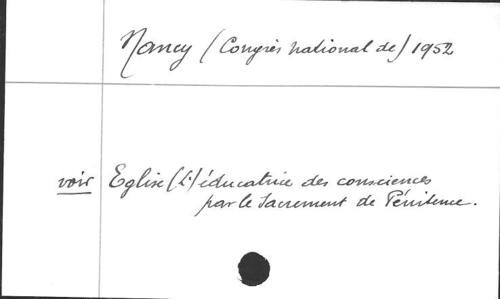 Nancy (Congrès national de) 1952
voir Eglise (L') éducatrice des consciences
par le Sacrement de Pénitence.